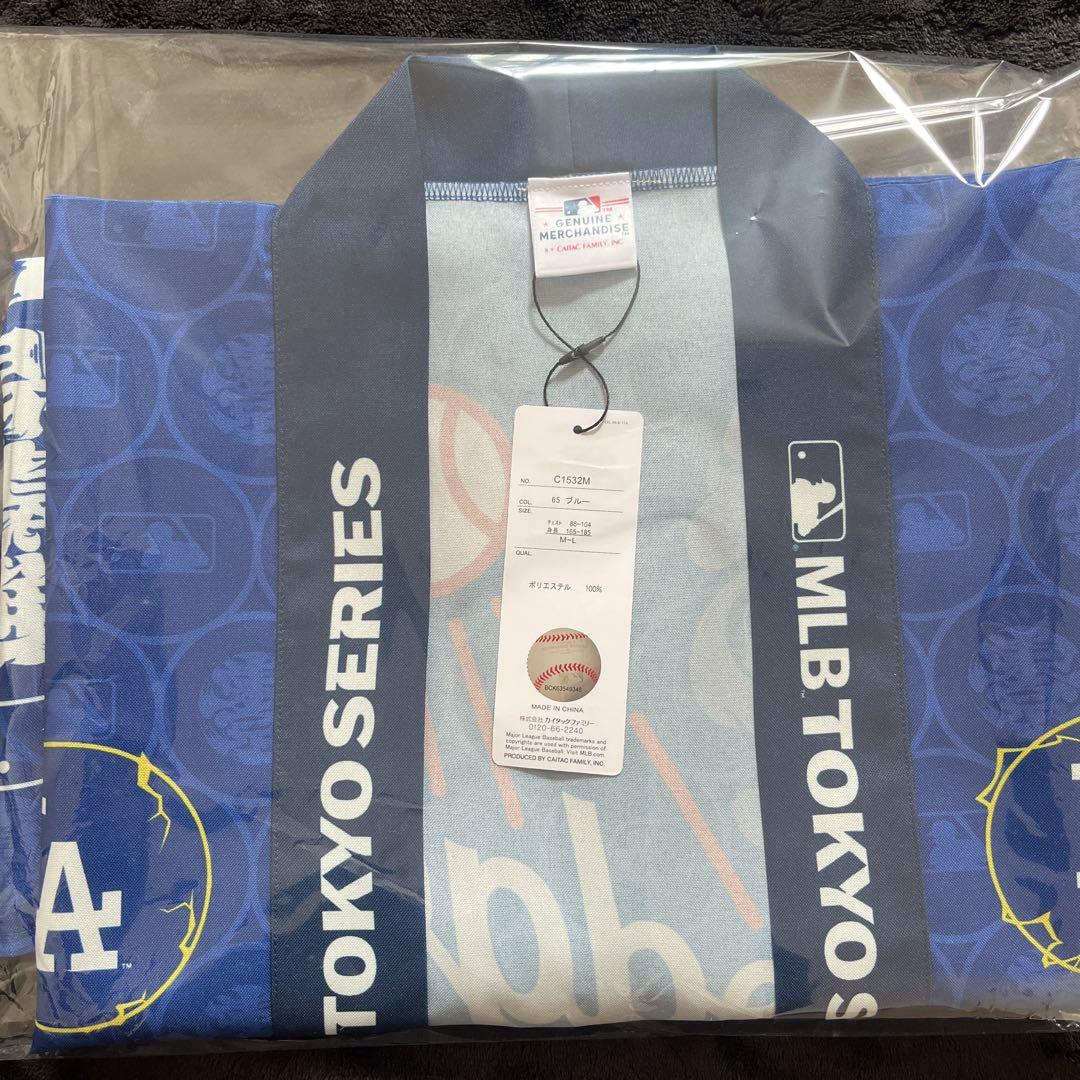 GENUINE
MERCHANDISE
CAITAC FAMILY, INC
NO. C1532M
COL. 65 ブルー
SIZE.
チェスト 88~104
身長 165~185
M~L
QUAL.
ポリエステル 100%
BCK63549346
MADE IN CHINA
株式会社 カイタックファミリー
0120-66-2240
Major League Baseball trademarks and
copyrights are used with permission of
Major League Baseball. Visit MLB.com
PRODUCED BY CAITAC FAMILY, INC.
TOKYO SERIES
MLB TOKYO S
A